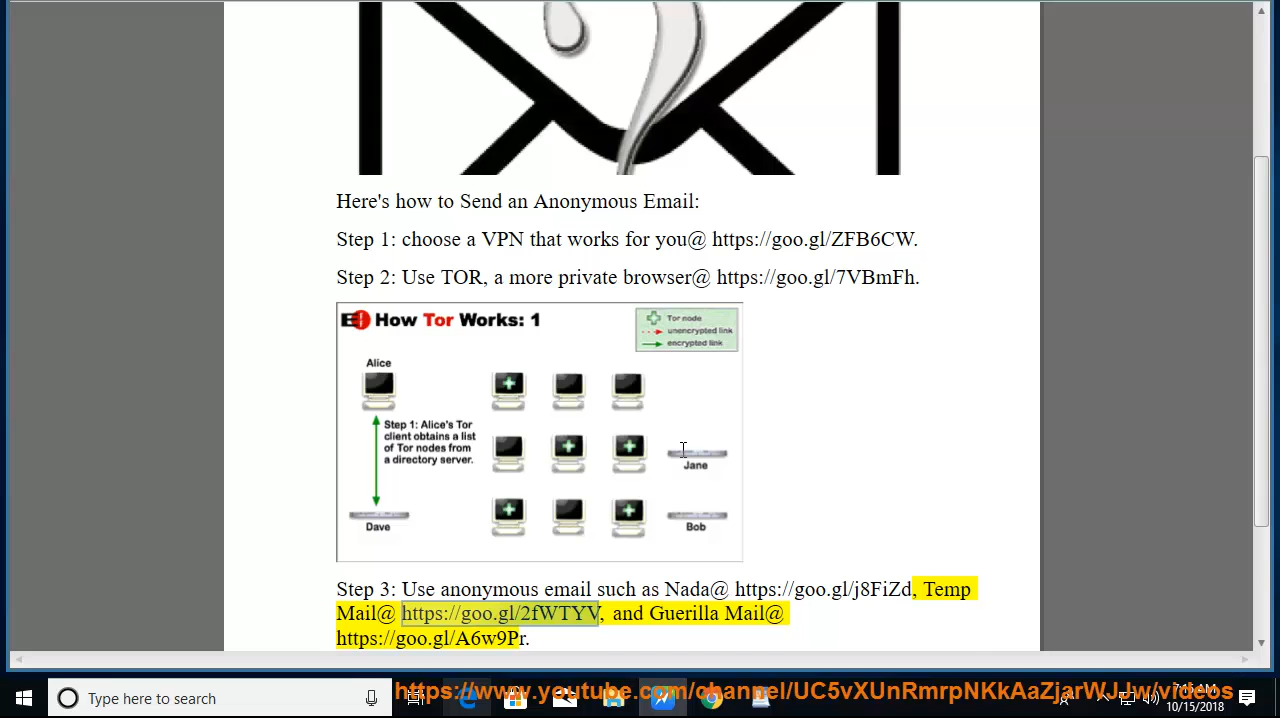 Here's how to Send an Anonymous Email:
Step 1: choose a VPN that works for you@ https://goo.gl/ZFB6CW.
Step 2: Use TOR, a more private browser@ https://goo.gl/7VBmFh.
How Tor Works: 1
Tor node
unencrypted link
encrypted link
Alice
Step 1: Alice's Tor
client obtains a list
of Tor nodes from
a directory server.
Jane
Dave
Bob
Step 3: Use anonymous email such as Nada@ https://goo.gl/j8FiZd, Temp
Mail@ https://goo.gl/2fWTYV, and Guerilla Mail@
https://goo.gl/A6w9Pr.
Type here to search
https://www.youtube.com/channel/UC5vXUnRmrpNKkAaZjarWJJw/videos
10/15/2018